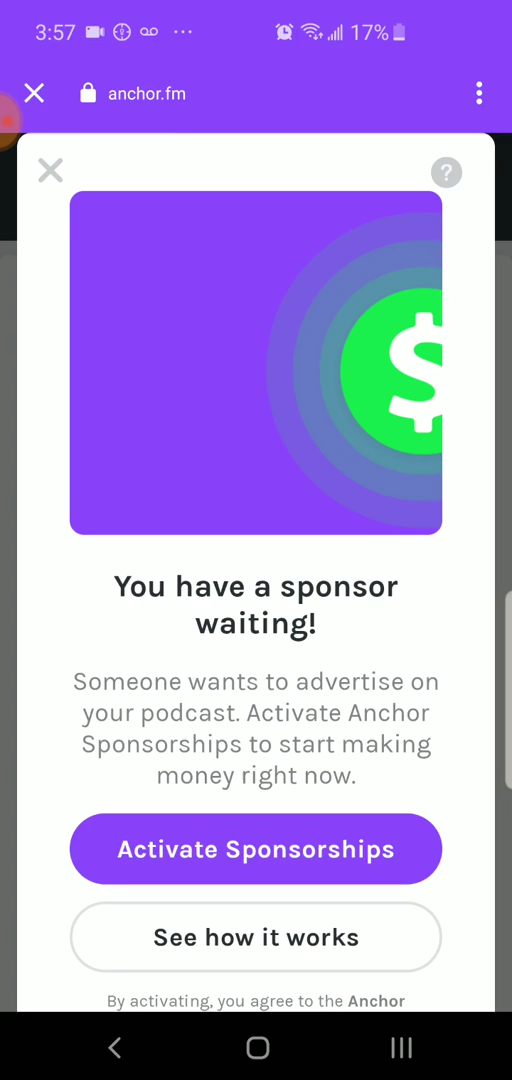 3:57 17%
anchor.fm
?
$
You have a sponsor
waiting!
Someone wants to advertise on
your podcast. Activate Anchor
Sponsorships to start making
money right now.
Activate Sponsorships
See how it works
By activating, you agree to the Anchor